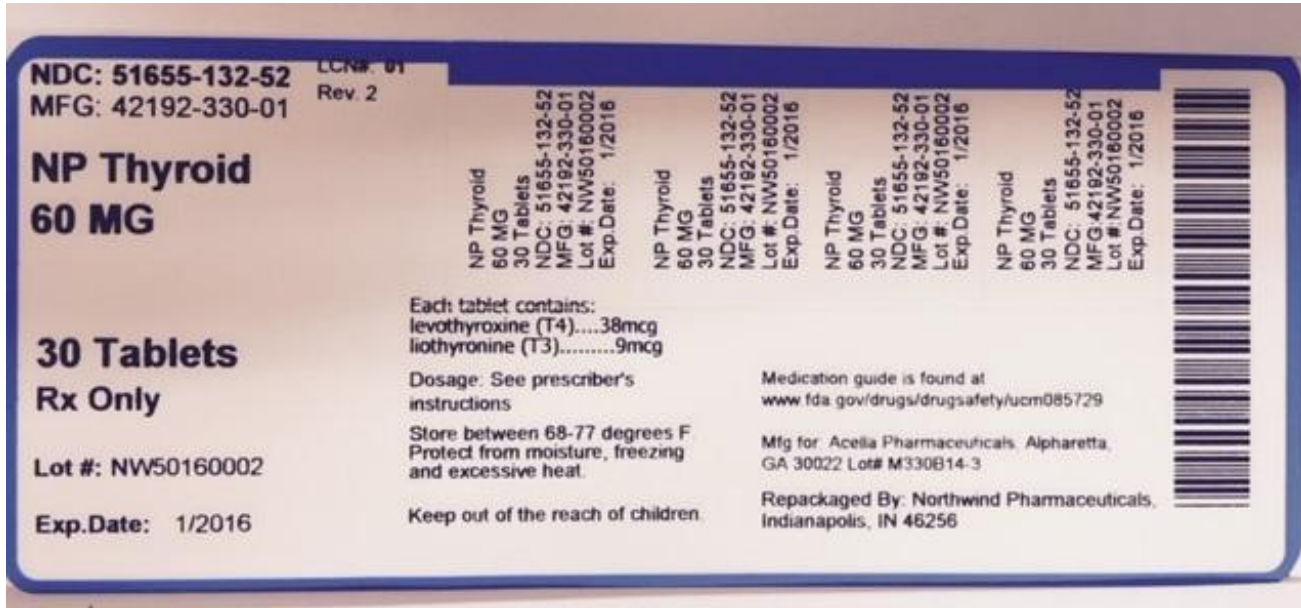 NDC: 51655-132-52
MFG: 42192-330-01
LCN#: 01
Rev. 2
NP Thyroid
60 MG
30 Tablets
Rx Only
Lot #: NW50160002
Exp.Date: 1/2016
NP Thyroid
60 MG
30 Tablets
NDC: 51655-132-52
MFG: 42192-330-01
Lot #: NW50160002
Exp.Date: 1/2016
NP Thyroid
60 MG
30 Tablets
NDC: 51655-132-52
MFG: 42192-330-01
Lot #: NW50160002
Exp.Date: 1/2016
NP Thyroid
60 MG
30 Tablets
NDC: 51655-132-52
MFG: 42192-330-01
Lot #: NW50160002
Exp.Date: 1/2016
NP Thyroid
60 MG
30 Tablets
NDC: 51655-132-52
MFG:42192-330-01
Lot #:NW50160002
Exp.Date: 1/2016
Each tablet contains:
levothyroxine (T4)....38mcg
liothyronine (T3).........9mcg
Dosage: See prescriber's
instructions
Store between 68-77 degrees F.
Protect from moisture, freezing
and excessive heat.
Keep out of the reach of children.
Medication guide is found at
www.fda.gov/drugs/drugsafety/ucm085729
Mfg for: Acella Pharmaceuticals, Alpharetta,
GA 30022 Lot# M330B14-3
Repackaged By: Northwind Pharmaceuticals,
Indianapolis, IN 46256